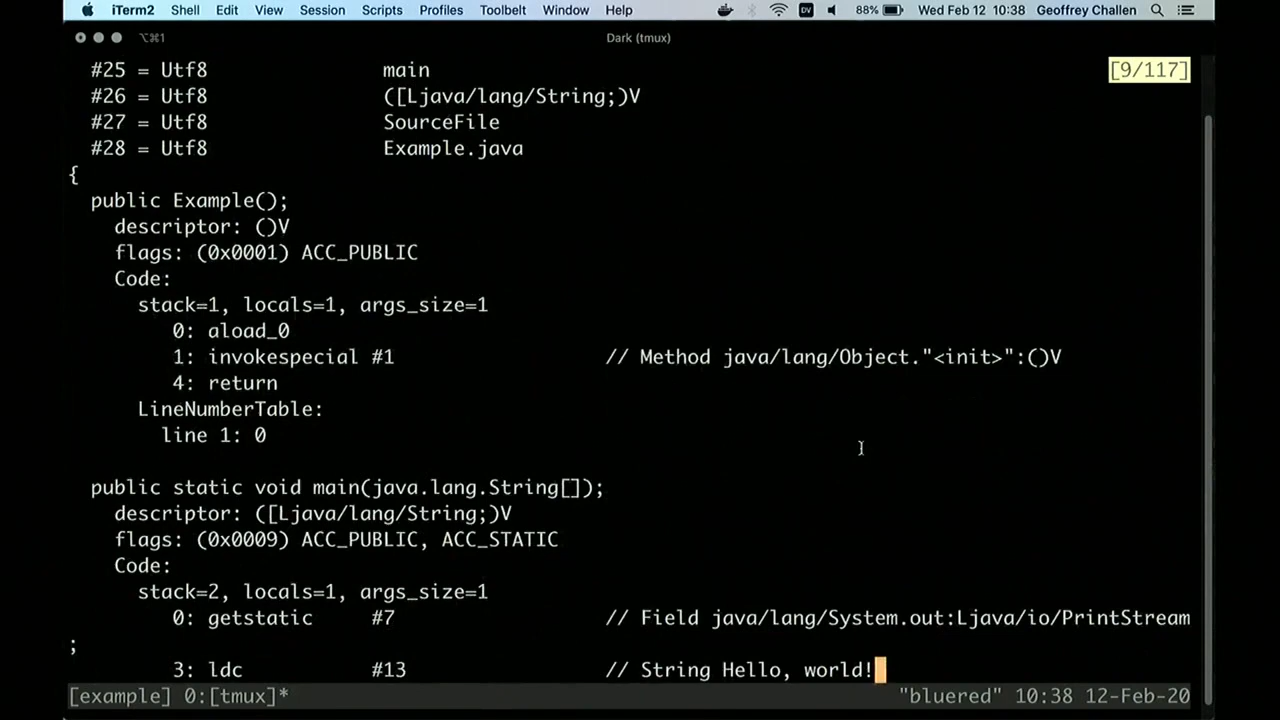 iTerm2 Shell Edit View Session Scripts Profiles Toolbelt Window Help DV 88% Wed Feb 12 10:38 Geoffrey Challen
⌥⌘1 Dark (tmux)
#25 = Utf8 main [9/117]
#26 = Utf8 ([Ljava/lang/String;)V
#27 = Utf8 SourceFile
#28 = Utf8 Example.java
{
public Example();
descriptor: ()V
flags: (0x0001) ACC_PUBLIC
Code:
stack=1, locals=1, args_size=1
0: aload_0
1: invokespecial #1 // Method java/lang/Object."<init>":()V
4: return
LineNumberTable:
line 1: 0
public static void main(java.lang.String[]);
descriptor: ([Ljava/lang/String;)V
flags: (0x0009) ACC_PUBLIC, ACC_STATIC
Code:
stack=2, locals=1, args_size=1
0: getstatic #7 // Field java/lang/System.out:Ljava/io/PrintStream
;
3: ldc #13 // String Hello, world!
[example] 0:[tmux]* "bluered" 10:38 12-Feb-20